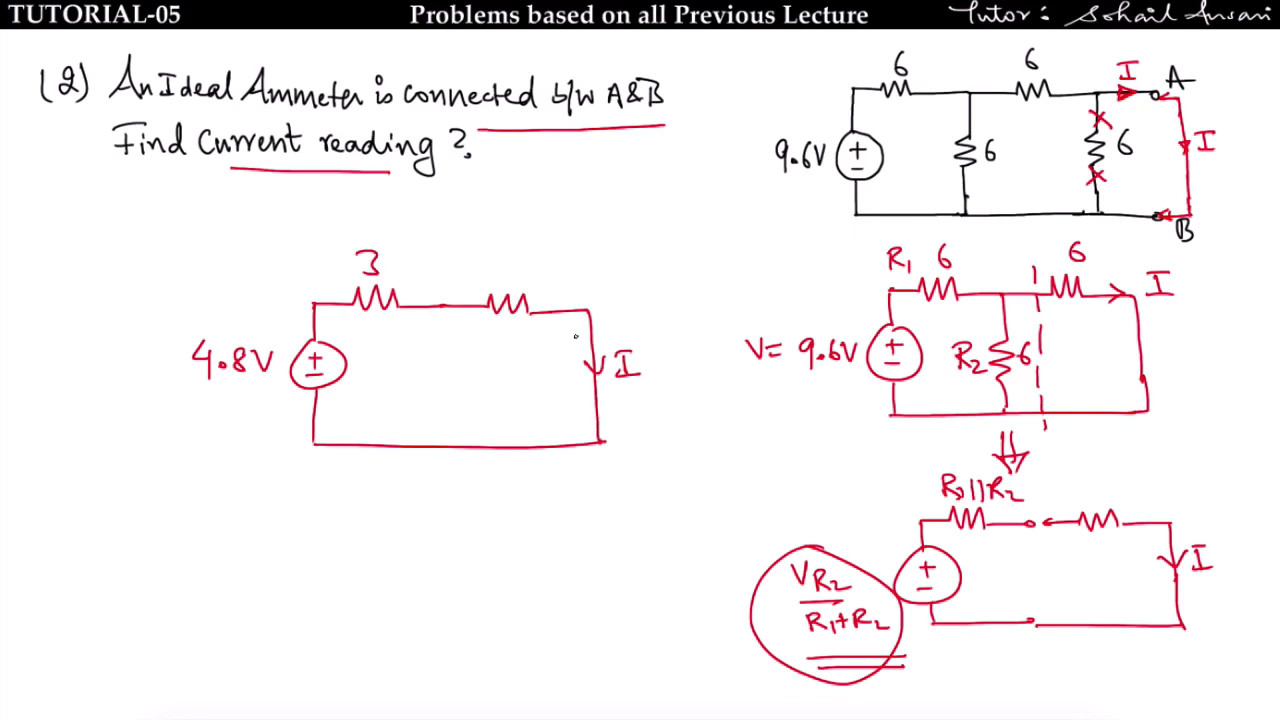 TUTORIAL-05 Problems based on all Previous Lecture Tutor : Sohail Ansari
(2) An Ideal Ammeter is connected b/w A & B
Find Current reading ?.
6 6 I A
9.6V + - 6 6 I
B
3
4.8V + - I
R1 6 6 I
V= 9.6V + - R2 6
R1 || R2
VR2 / R1+R2 + - I